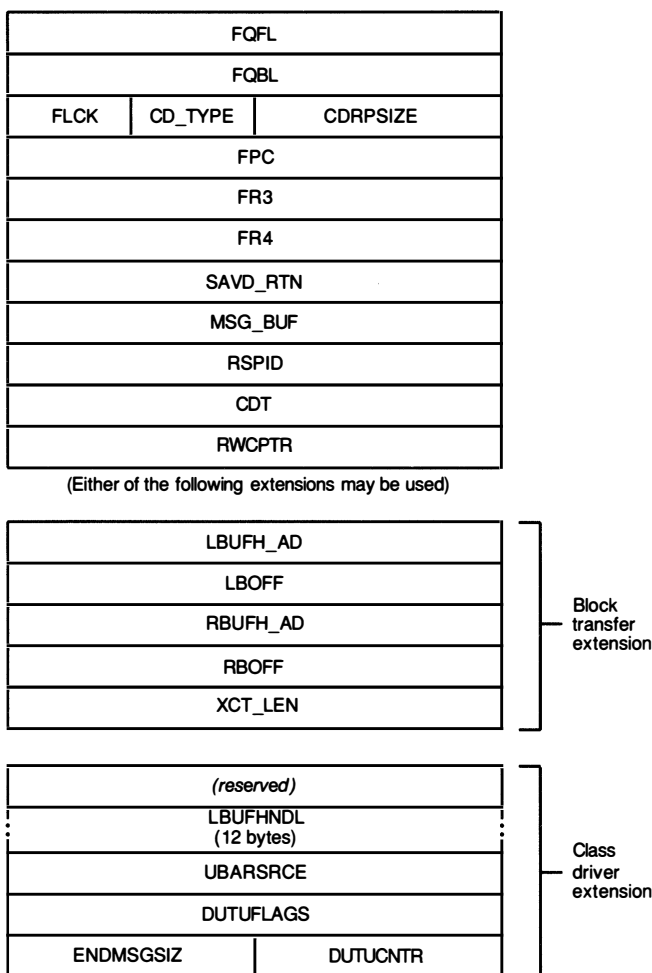 FQFL
FQBL
FLCK CD_TYPE CDRPSIZE
FPC
FR3
FR4
SAVD_RTN
MSG_BUF
RSPID
CDT
RWCPTR
(Either of the following extensions may be used)
LBUFH_AD
LBOFF
RBUFH_AD
RBOFF
XCT_LEN
Block
transfer
extension
(reserved)
LBUFHNDL
(12 bytes)
UBARSRCE
DUTUFLAGS
ENDMSGSIZ DUTUCNTR
Class
driver
extension